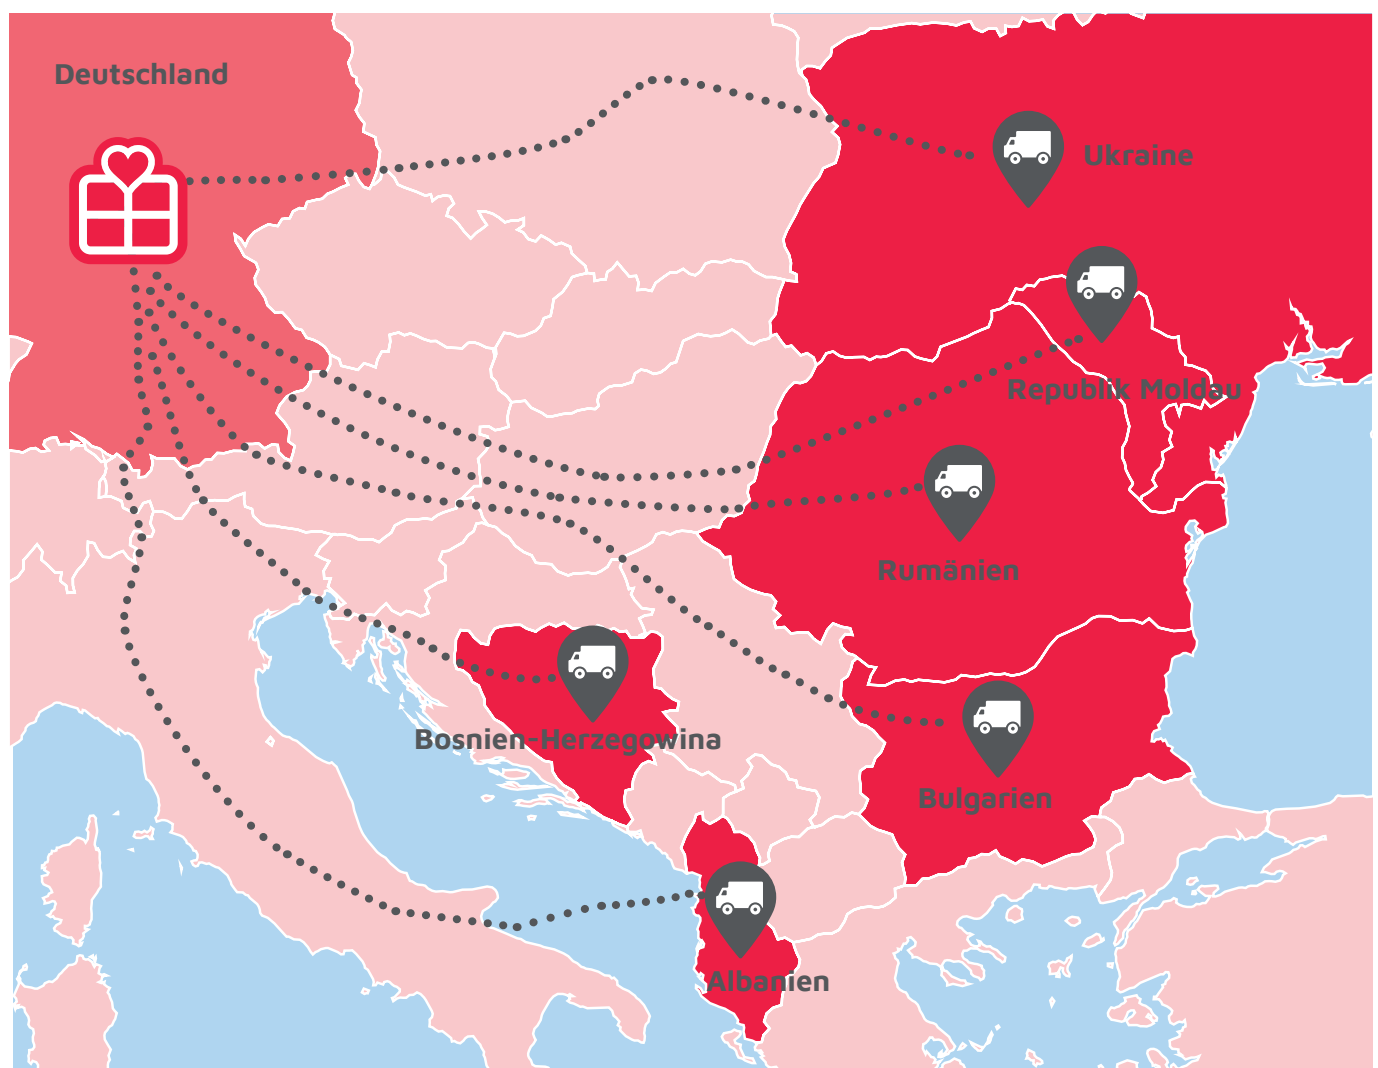 Deutschland
Ukraine
Republik Moldau
Rumänien
Bosnien-Herzegowina
Bulgarien
Albanien